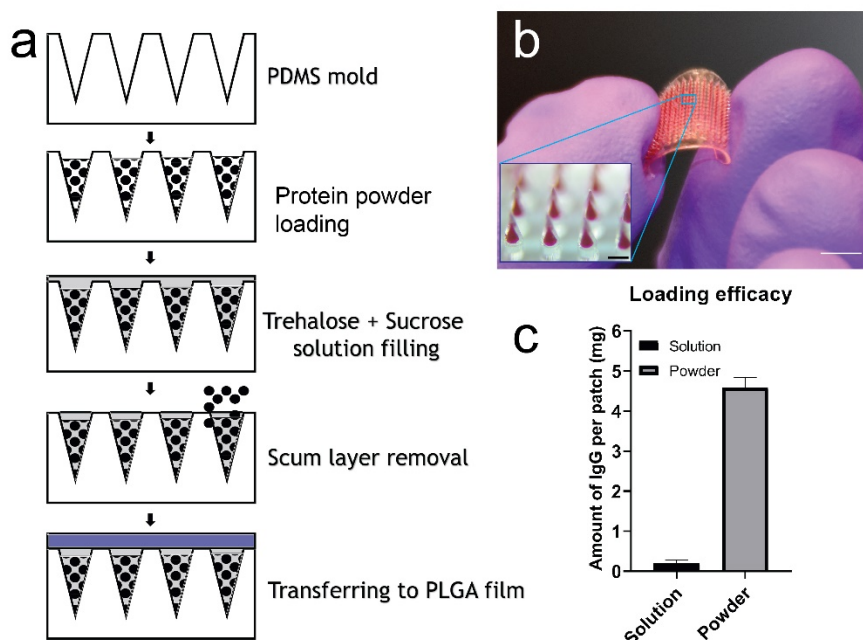 a
PDMS mold
Protein powder
loading
Trehalose + Sucrose
solution filling
Scum layer removal
Transferring to PLGA film
b
Loading efficacy
c
Solution
Powder
Amount of IgG per patch (mg)
6
5
4
3
2
1
0
Solution
Powder